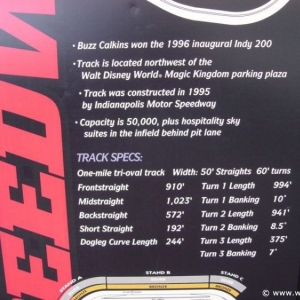 EEDW
• Buzz Calkins won the 1996 inaugural Indy 200
• Track is located northwest of the
Walt Disney World® Magic Kingdom parking plaza
• Track was constructed in 1995
by Indianapolis Motor Speedway
• Capacity is 50,000, plus hospitality sky
suites in the infield behind pit lane
TRACK SPECS:
One-mile tri-oval track Width: 50' Straights 60' turns
Frontstraight 910' Turn 1 Length 994'
Midstraight 1,023' Turn 1 Banking 10°
Backstraight 572' Turn 2 Length 941'
Short Straight 192' Turn 2 Banking 8.5°
Dogleg Curve Length 244' Turn 3 Length 375'
Turn 3 Banking 7°
STAND A
STAND B
STAND C
BRONZE
© www